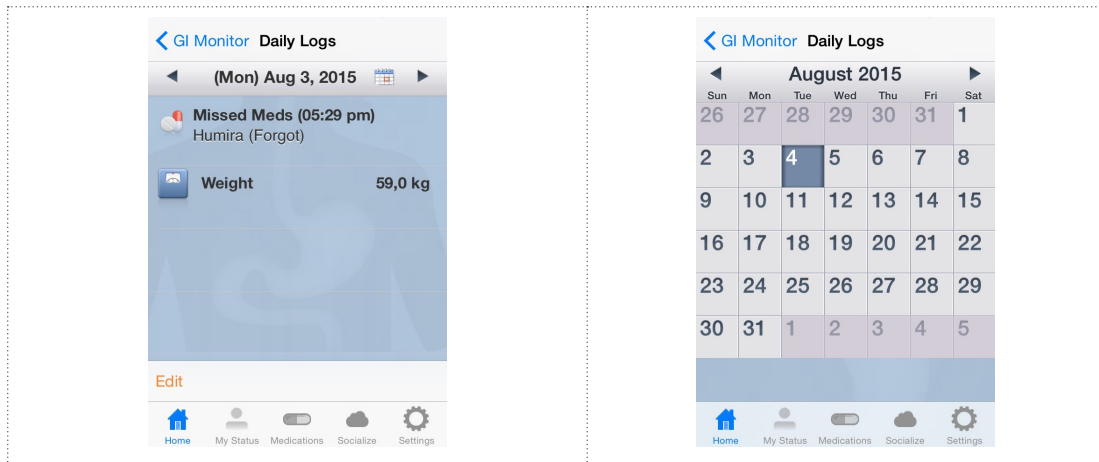 GI Monitor Daily Logs
(Mon) Aug 3, 2015
Missed Meds (05:29 pm)
Humira (Forgot)
Weight 59,0 kg
Edit
Home My Status Medications Socialize Settings
GI Monitor Daily Logs
August 2015
Sun Mon Tue Wed Thu Fri Sat
26 27 28 29 30 31 1
2 3 4 5 6 7 8
9 10 11 12 13 14 15
16 17 18 19 20 21 22
23 24 25 26 27 28 29
30 31 1 2 3 4 5
Home My Status Medications Socialize Settings